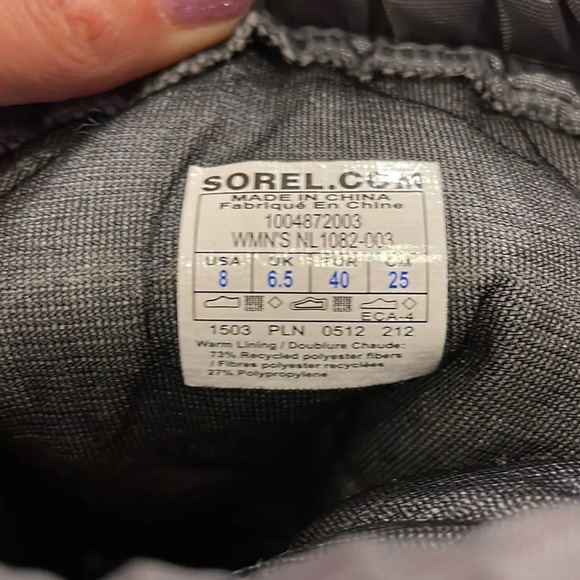 SOREL.COM
MADE IN CHINA
Fabriqué En Chine
1004872003
WMN'S NL1082-003
USA UK EUR CM
8 6.5 40 25
ECA-4
1503 PLN 0512 212
Warm Lining / Doublure Chaude:
73% Recycled polyester fibers
/ Fibres polyester recyclées
27% Polypropylene